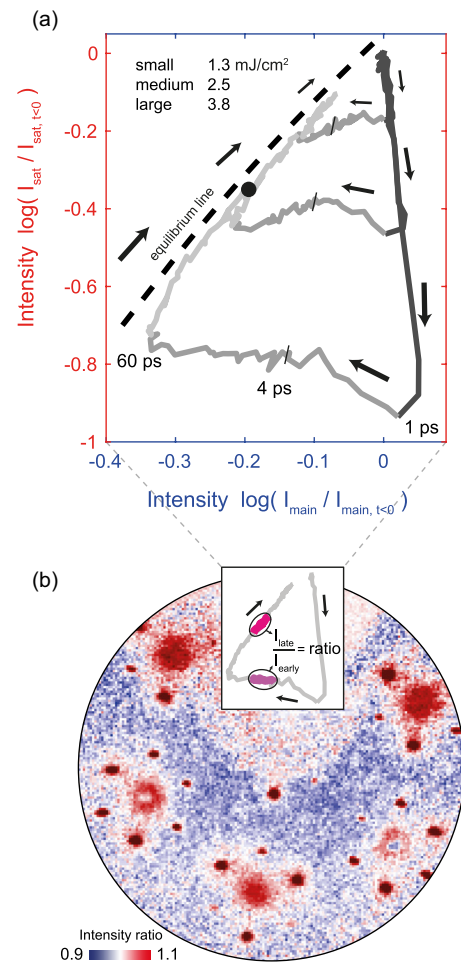 (a)
small 1.3 mJ/cm²
medium 2.5
large 3.8
equilibrium line
60 ps
4 ps
1 ps
0
-0.2
-0.4
-0.6
-0.8
-1
Intensity log( I_sat / I_sat, t<0 )
-0.4 -0.3 -0.2 -0.1 0
Intensity log( I_main / I_main, t<0 )
(b)
I_late
I_early
= ratio
Intensity ratio
0.9 1.1